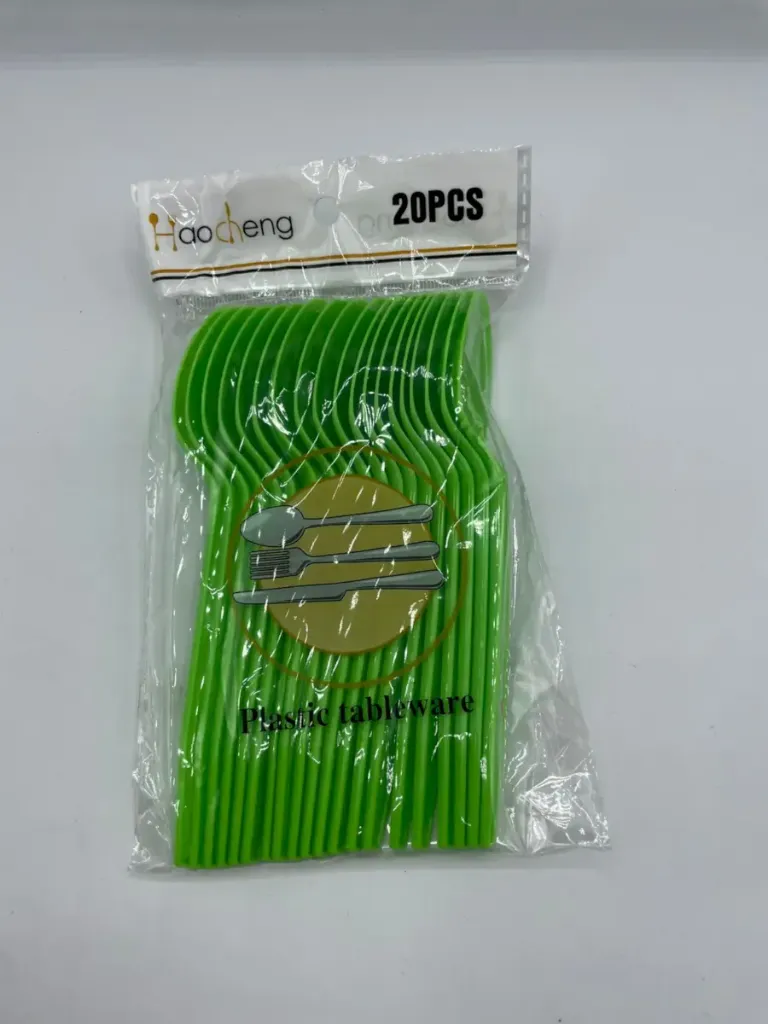 Haocheng
20PCS
Plastic tableware